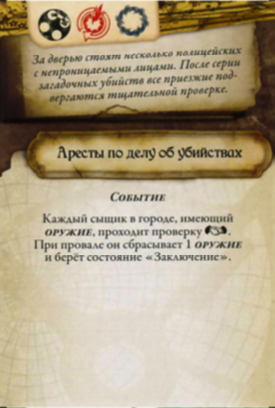 За дверью стоят несколько полицейских
с непроницаемыми лицами. После серии
загадочных убийств все приезжие под-
вергаются тщательной проверке.
Аресты по делу об убийствах
Событие
Каждый сыщик в городе, имеющий
оружие, проходит проверку .
При провале он сбрасывает 1 оружие
и берёт состояние «Заключение».